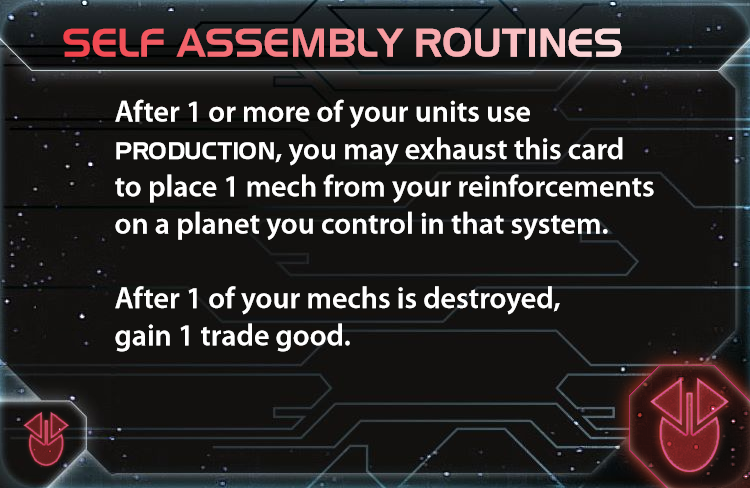 SELF ASSEMBLY ROUTINES
After 1 or more of your units use
PRODUCTION, you may exhaust this card
to place 1 mech from your reinforcements
on a planet you control in that system.
After 1 of your mechs is destroyed,
gain 1 trade good.